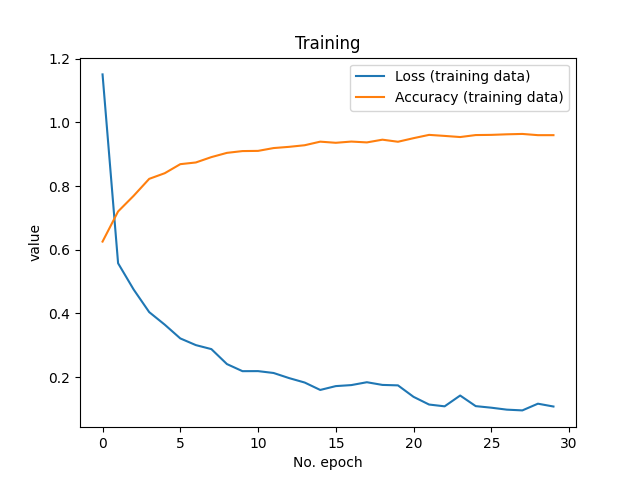 Training
Loss (training data)
Accuracy (training data)
value
1.2
1.0
0.8
0.6
0.4
0.2
0 5 10 15 20 25 30
No. epoch